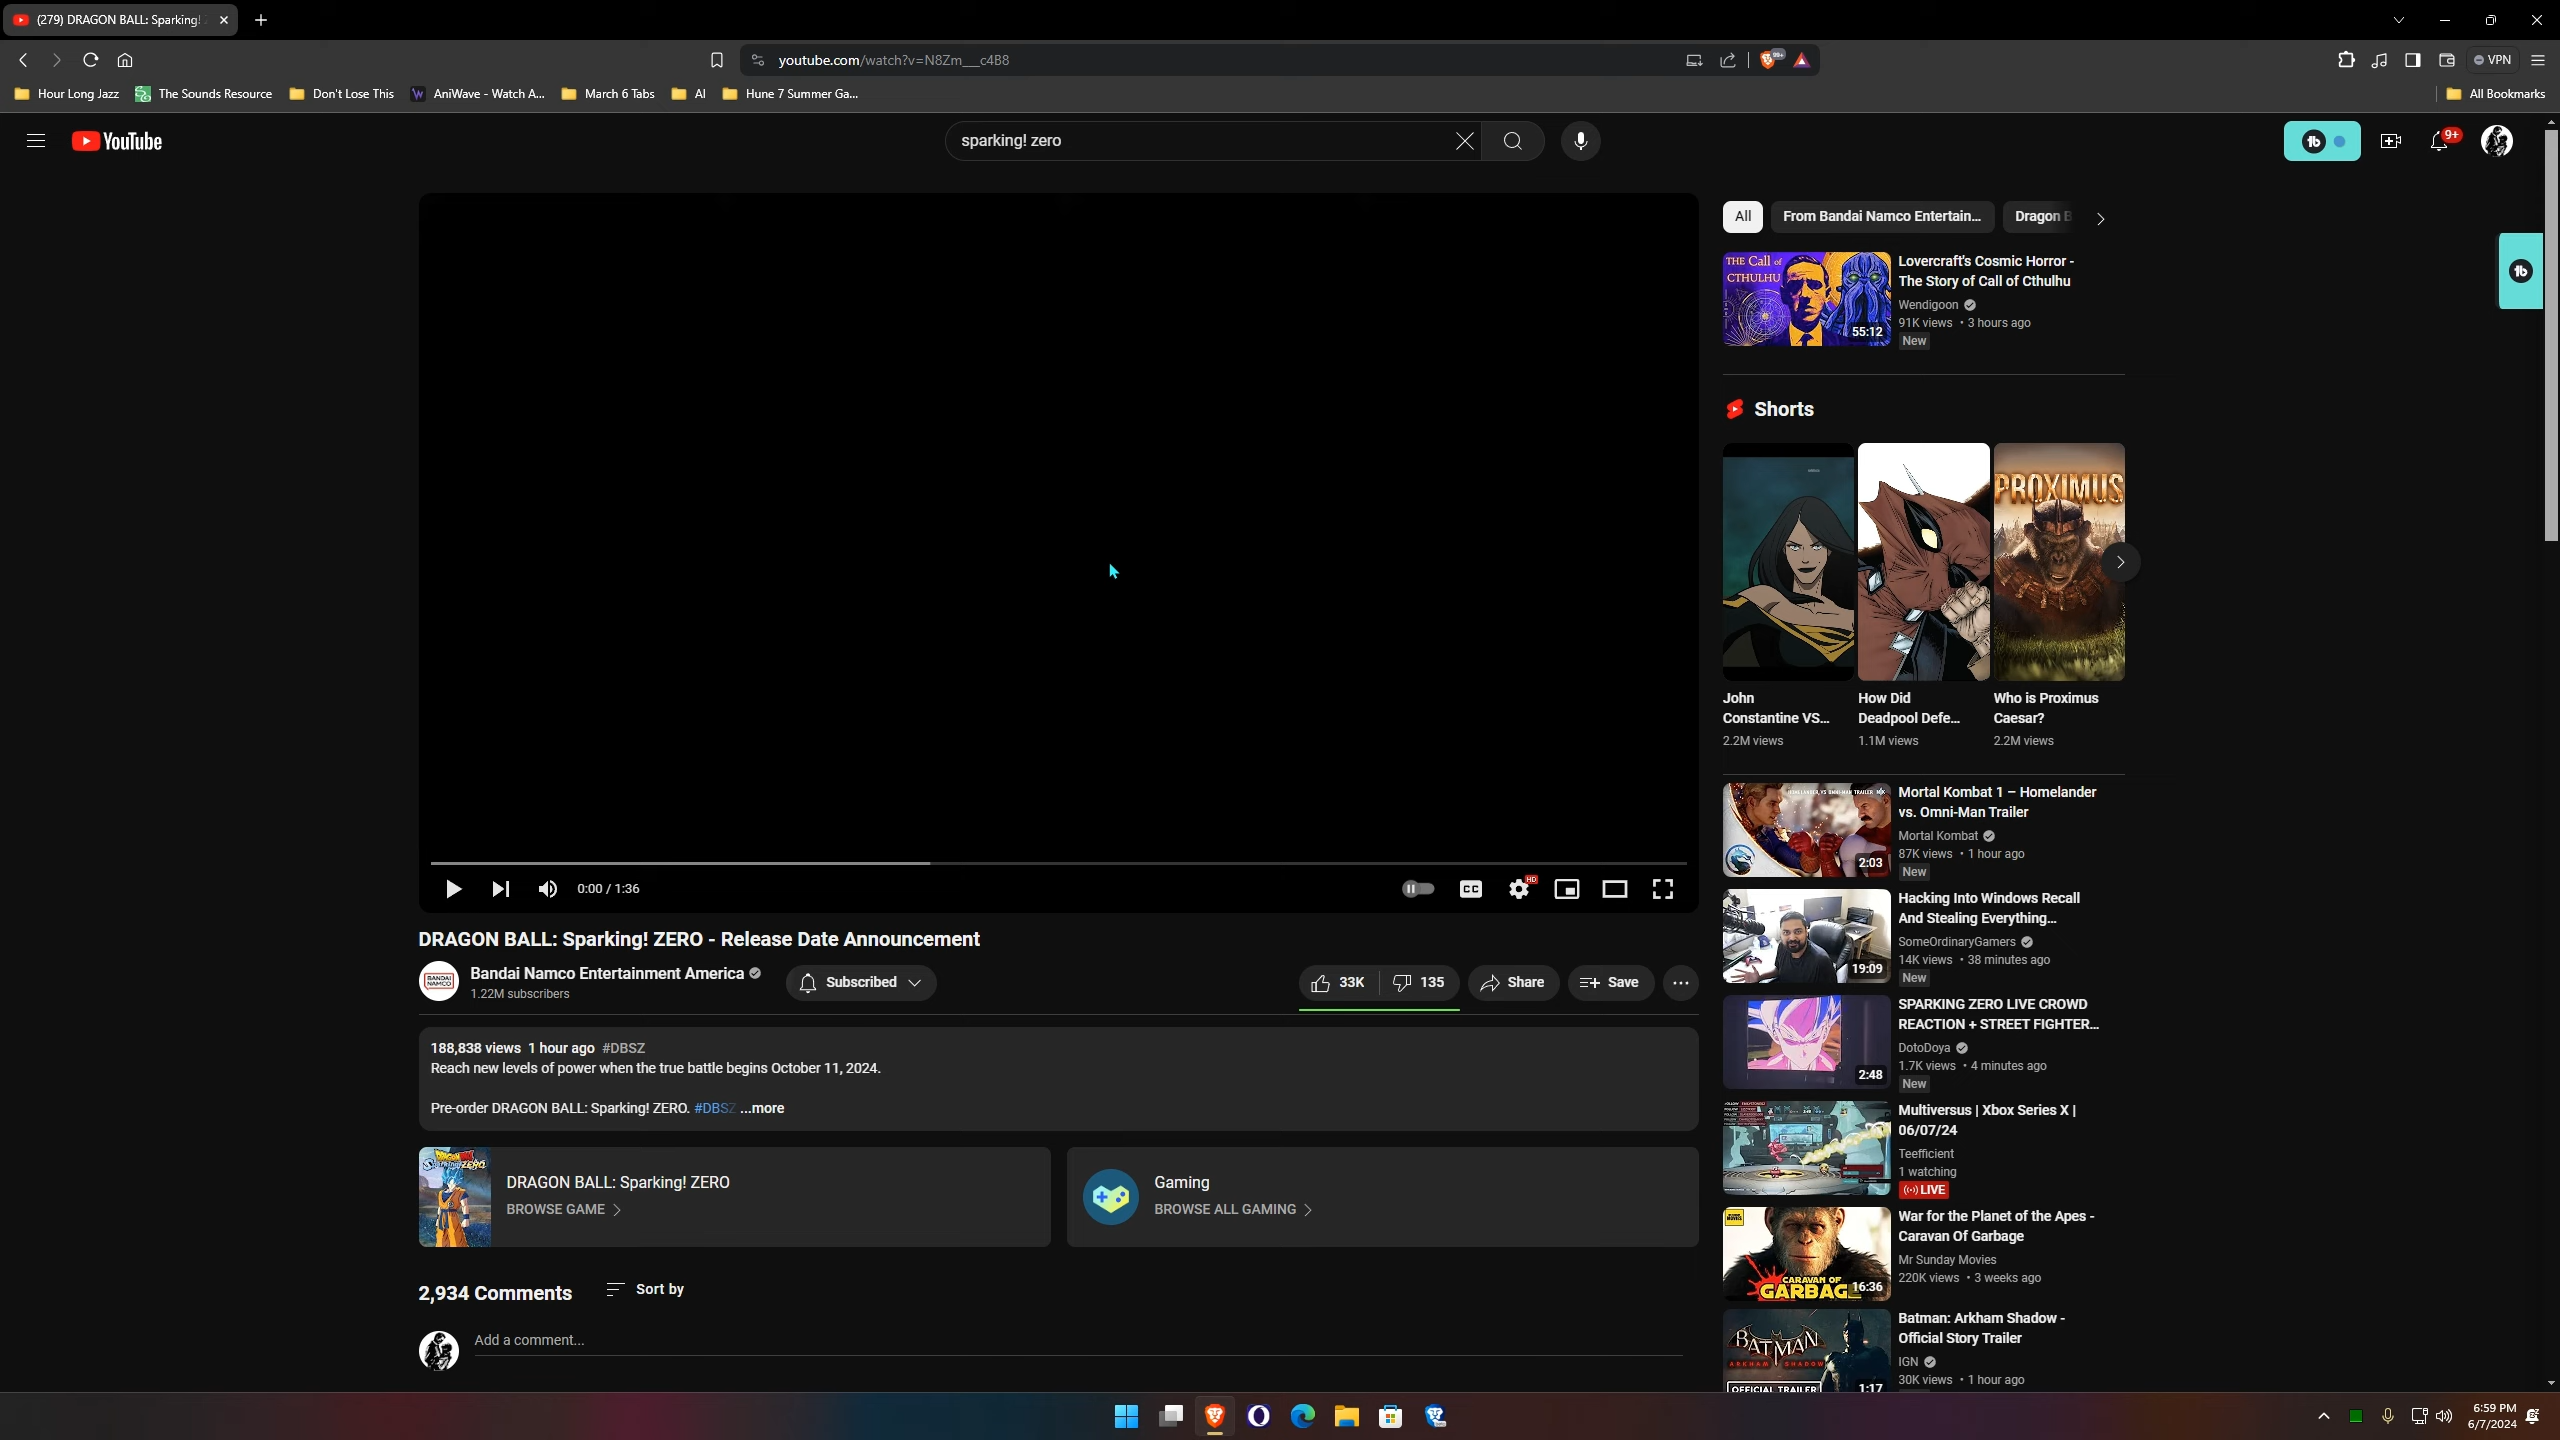 (279) DRAGON BALL: Sparking!
youtube.com/watch?v=N8Zm__c4B8
VPN
Hour Long Jazz
The Sounds Resource
Don't Lose This
AniWave - Watch A...
March 6 Tabs
AI
Hune 7 Summer Ga...
All Bookmarks
YouTube
sparking! zero
9+
All
From Bandai Namco Entertain...
Dragon B
THE Call of
CTHULHU
55:12
Lovecraft's Cosmic Horror -
The Story of Call of Cthulhu
Wendigoon
91K views • 3 hours ago
New
Shorts
PROXIMUS
John
Constantine VS...
2.2M views
How Did
Deadpool Defe...
1.1M views
Who is Proximus
Caesar?
2.2M views
0:00 / 1:36
CC
HD
DRAGON BALL: Sparking! ZERO - Release Date Announcement
BANDAI
NAMCO
Bandai Namco Entertainment America
1.22M subscribers
Subscribed
33K
135
Share
Save
188,838 views 1 hour ago #DBSZ
Reach new levels of power when the true battle begins October 11, 2024.
Pre-order DRAGON BALL: Sparking! ZERO. #DBSZ ...more
DRAGON BALL: Sparking! ZERO
BROWSE GAME
Gaming
BROWSE ALL GAMING
2,934 Comments
Sort by
Add a comment...
2:03
Mortal Kombat 1 – Homelander
vs. Omni-Man Trailer
Mortal Kombat
87K views • 1 hour ago
New
19:09
Hacking Into Windows Recall
And Stealing Everything...
SomeOrdinaryGamers
14K views • 38 minutes ago
New
2:48
SPARKING ZERO LIVE CROWD
REACTION + STREET FIGHTER...
DotoDoya
1.7K views • 4 minutes ago
New
Multiversus | Xbox Series X |
06/07/24
Teefficient
1 watching
LIVE
CARAVAN OF
GARBAGE
16:36
War for the Planet of the Apes -
Caravan Of Garbage
Mr Sunday Movies
220K views • 3 weeks ago
BATMAN
ARKHAM SHADOW
OFFICIAL TRAILER
1:17
Batman: Arkham Shadow -
Official Story Trailer
IGN
30K views • 1 hour ago
6:59 PM
6/7/2024